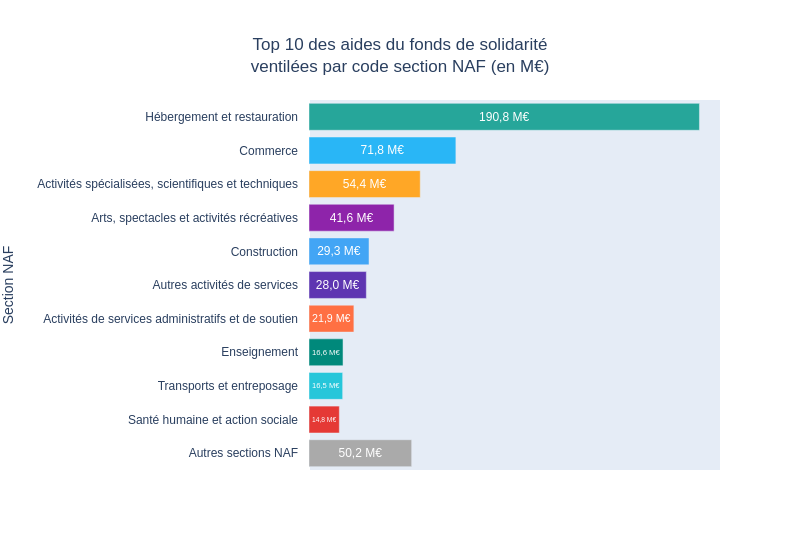 Top 10 des aides du fonds de solidarité
ventilées par code section NAF (en M€)
Section NAF
Hébergement et restauration 190,8 M€
Commerce 71,8 M€
Activités spécialisées, scientifiques et techniques 54,4 M€
Arts, spectacles et activités récréatives 41,6 M€
Construction 29,3 M€
Autres activités de services 28,0 M€
Activités de services administratifs et de soutien 21,9 M€
Enseignement 16,6 M€
Transports et entreposage 16,5 M€
Santé humaine et action sociale 14,8 M€
Autres sections NAF 50,2 M€